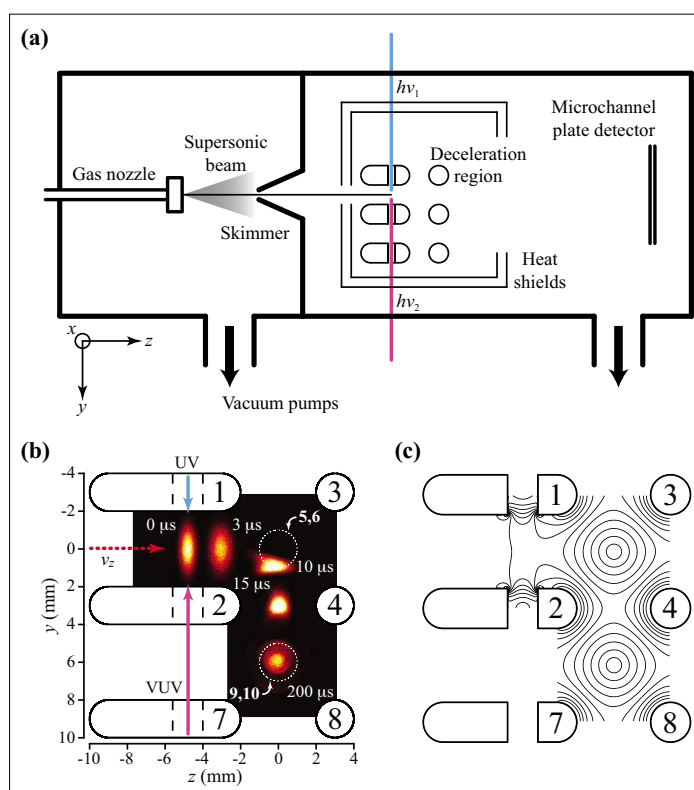 (a)
hν₁
Microchannel
plate detector
Supersonic
beam
Deceleration
region
Gas nozzle
Skimmer
Heat
shields
hν₂
x
z
y
Vacuum pumps
(b)
(c)
UV
-4
-2
0
2
4
6
8
10
y (mm)
1
3
0 μs
3 μs
5,6
v_z
10 μs
15 μs
2
4
VUV
9,10
200 μs
7
8
-10
-8
-6
-4
-2
0
2
4
z (mm)
1
3
2
4
7
8